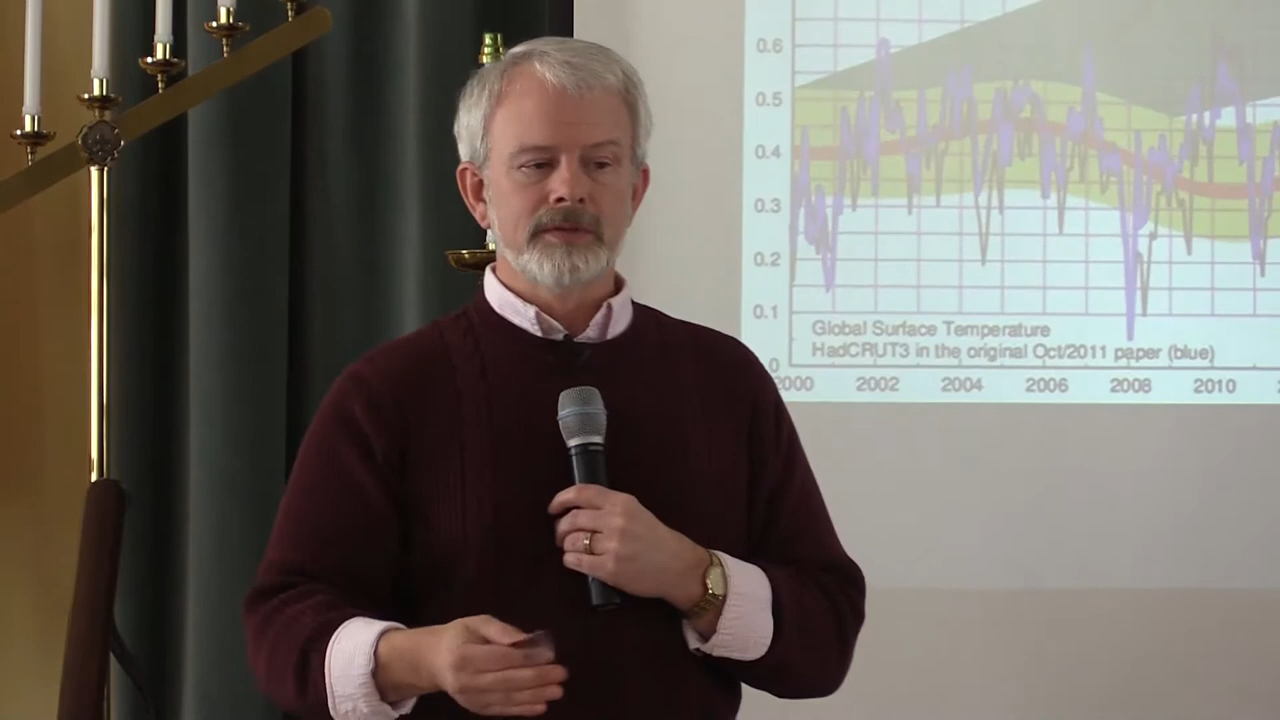 0.6
0.5
0.4
0.3
0.2
0.1
Global Surface Temperature
HadCRUT3 in the original Oct/2011 paper (blue)
0
2000 2002 2004 2006 2008 2010